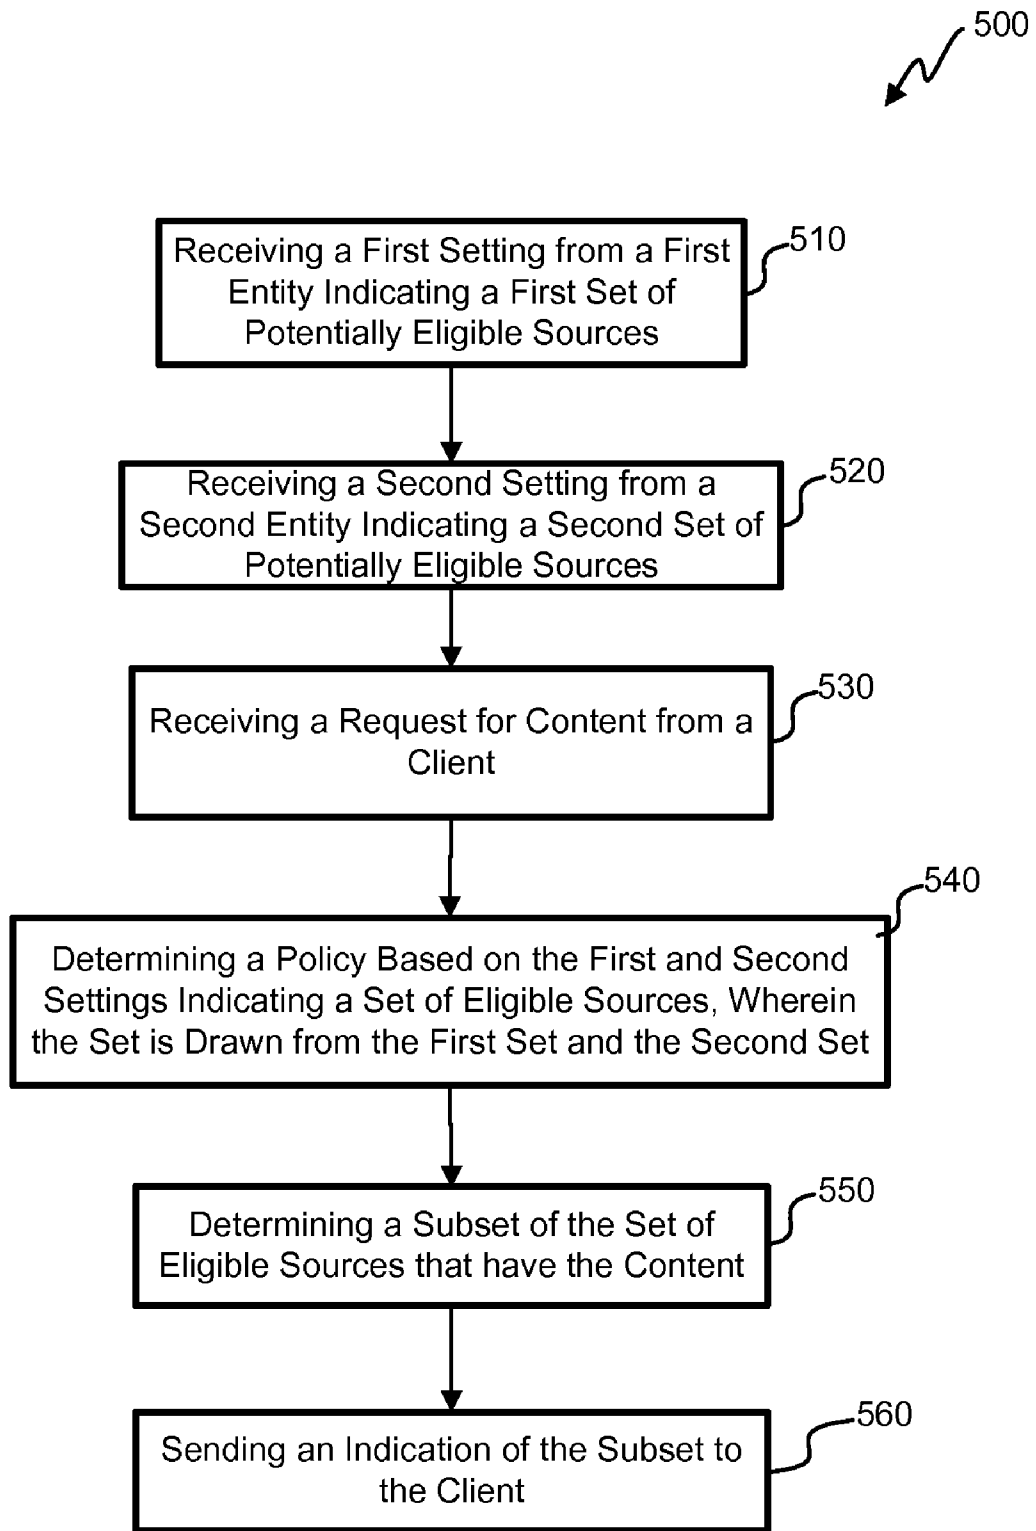 500
Receiving a First Setting from a First
Entity Indicating a First Set of
Potentially Eligible Sources
510
Receiving a Second Setting from a
Second Entity Indicating a Second Set of
Potentially Eligible Sources
520
Receiving a Request for Content from a
Client
530
Determining a Policy Based on the First and Second
Settings Indicating a Set of Eligible Sources, Wherein
the Set is Drawn from the First Set and the Second Set
540
Determining a Subset of the Set of
Eligible Sources that have the Content
550
Sending an Indication of the Subset to
the Client
560